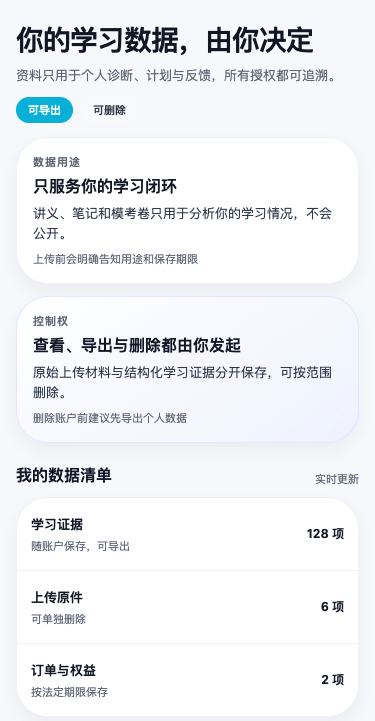 你的学习数据，由你决定
资料只用于个人诊断、计划与反馈，所有授权都可追溯。
可导出
可删除
数据用途
只服务你的学习闭环
讲义、笔记和模考卷只用于分析你的学习情况，不会
公开。
上传前会明确告知用途和保存期限
控制权
查看、导出与删除都由你发起
原始上传材料与结构化学习证据分开保存，可按范围
删除。
删除账户前建议先导出个人数据
我的数据清单
实时更新
学习证据
128 项
随账户保存，可导出
上传原件
6 项
可单独删除
订单与权益
2 项
按法定期限保存